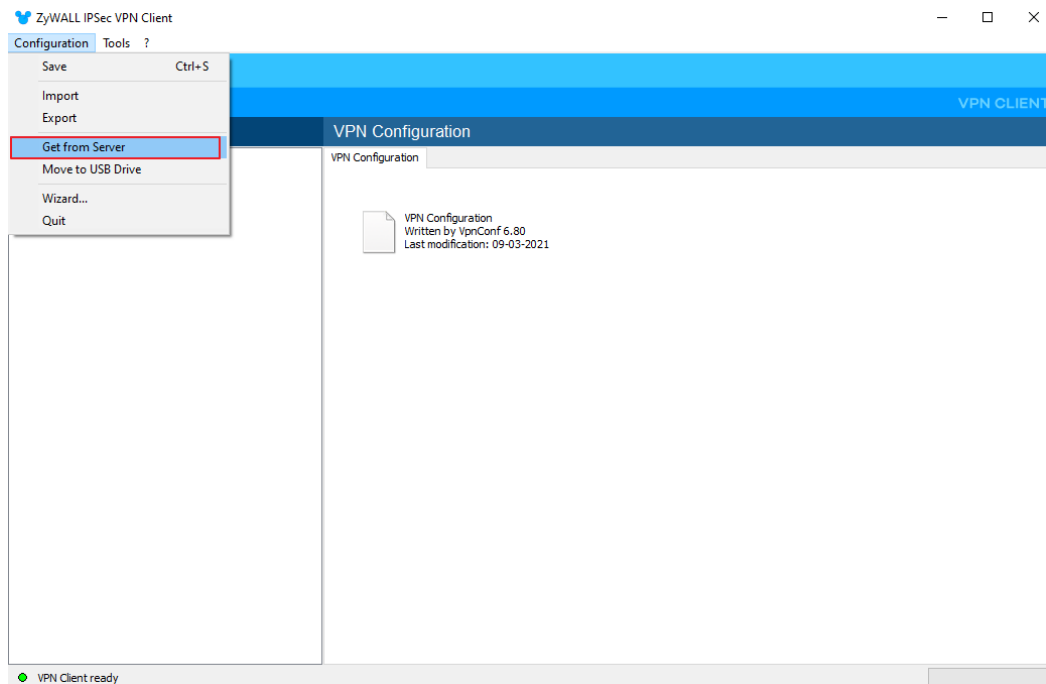 ZyWALL IPSec VPN Client
Configuration Tools ?
Save Ctrl+S
Import
Export
Get from Server
Move to USB Drive
Wizard...
Quit
VPN CLIENT
VPN Configuration
VPN Configuration
VPN Configuration
Written by VpnConf 6.80
Last modification: 09-03-2021
VPN Client ready